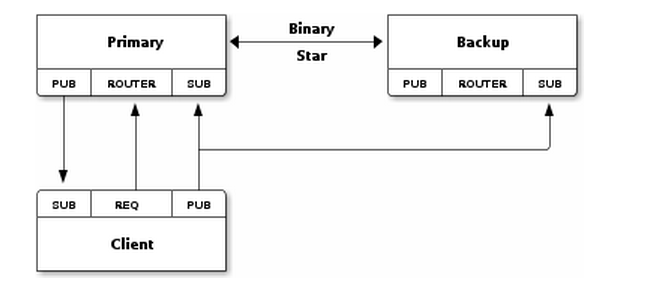 Primary
Binary
Star
Backup
PUB ROUTER SUB
PUB ROUTER SUB
SUB REQ PUB
Client